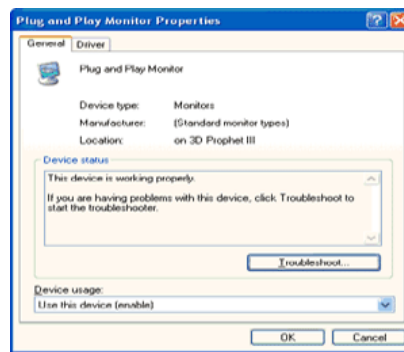 Plug and Play Monitor Properties
General Driver
Plug and Play Monitor
Device type: Monitors
Manufacturer: (Standard monitor types)
Location: on 3D Prophet III
Device status
This device is working properly.
If you are having problems with this device, click Troubleshoot to
start the troubleshooter.
Troubleshoot...
Device usage:
Use this device (enable)
OK Cancel